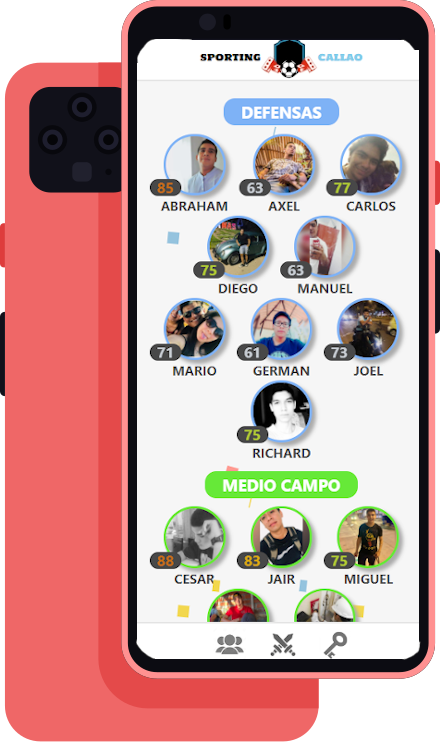 SPORTING CALLAO
DEFENSAS
85 63 77
ABRAHAM AXEL CARLOS
75 63
DIEGO MANUEL
71 61 73
MARIO GERMAN JOEL
75
RICHARD
MEDIO CAMPO
88 83 75
CESAR JAIR MIGUEL